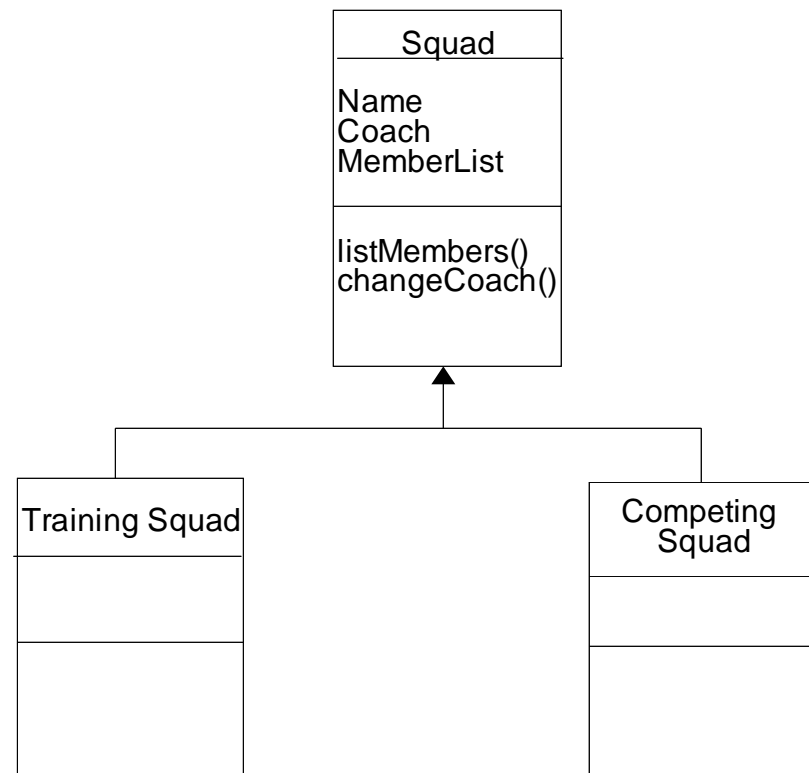 Squad
Name
Coach
MemberList
listMembers()
changeCoach()
Training Squad
Competing
Squad